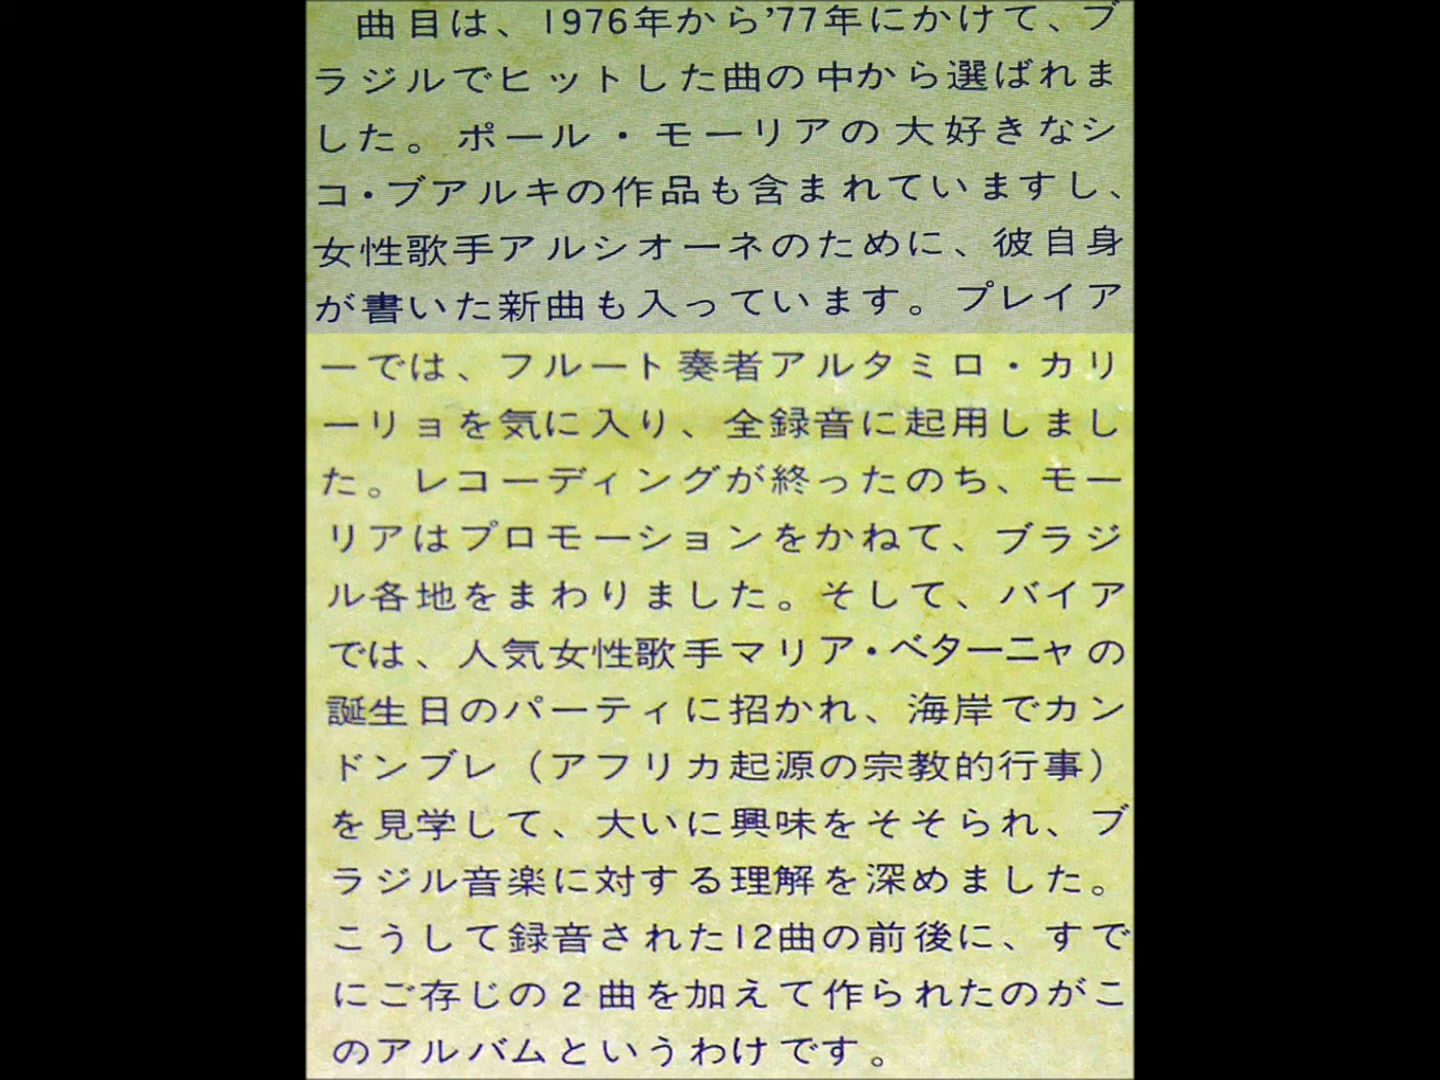 曲目は、1976年から'77年にかけて、ブ
ラジルでヒットした曲の中から選ばれま
した。ポール・モーリアの大好きなシ
コ・ブアルキの作品も含まれていますし、
女性歌手アルシオーネのために、彼自身
が書いた新曲も入っています。プレイア
ーでは、フルート奏者アルタミロ・カリ
ーリョを気に入り、全録音に起用しまし
た。レコーディングが終ったのち、モー
リアはプロモーションをかねて、ブラジ
ル各地をまわりました。そして、バイア
では、人気女性歌手マリア・ベターニャの
誕生日のパーティに招かれ、海岸でカン
ドンブレ（アフリカ起源の宗教的行事）
を見学して、大いに興味をそそられ、ブ
ラジル音楽に対する理解を深めました。
こうして録音された12曲の前後に、すで
にご存じの2曲を加えて作られたのがこ
のアルバムというわけです。